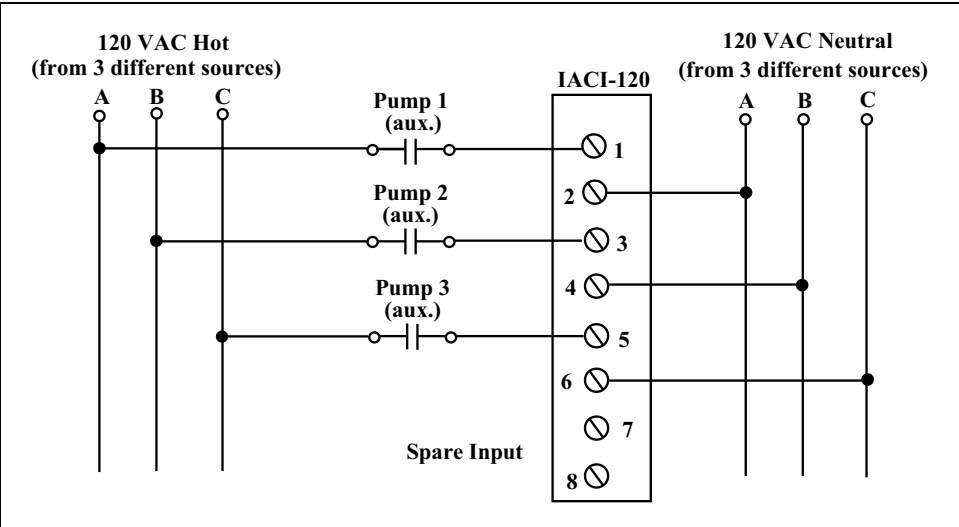 120 VAC Hot
(from 3 different sources)
A B C
120 VAC Neutral
(from 3 different sources)
A B C
IACI-120
Pump 1
(aux.)
1
2
Pump 2
(aux.)
3
4
Pump 3
(aux.)
5
6
7
Spare Input
8